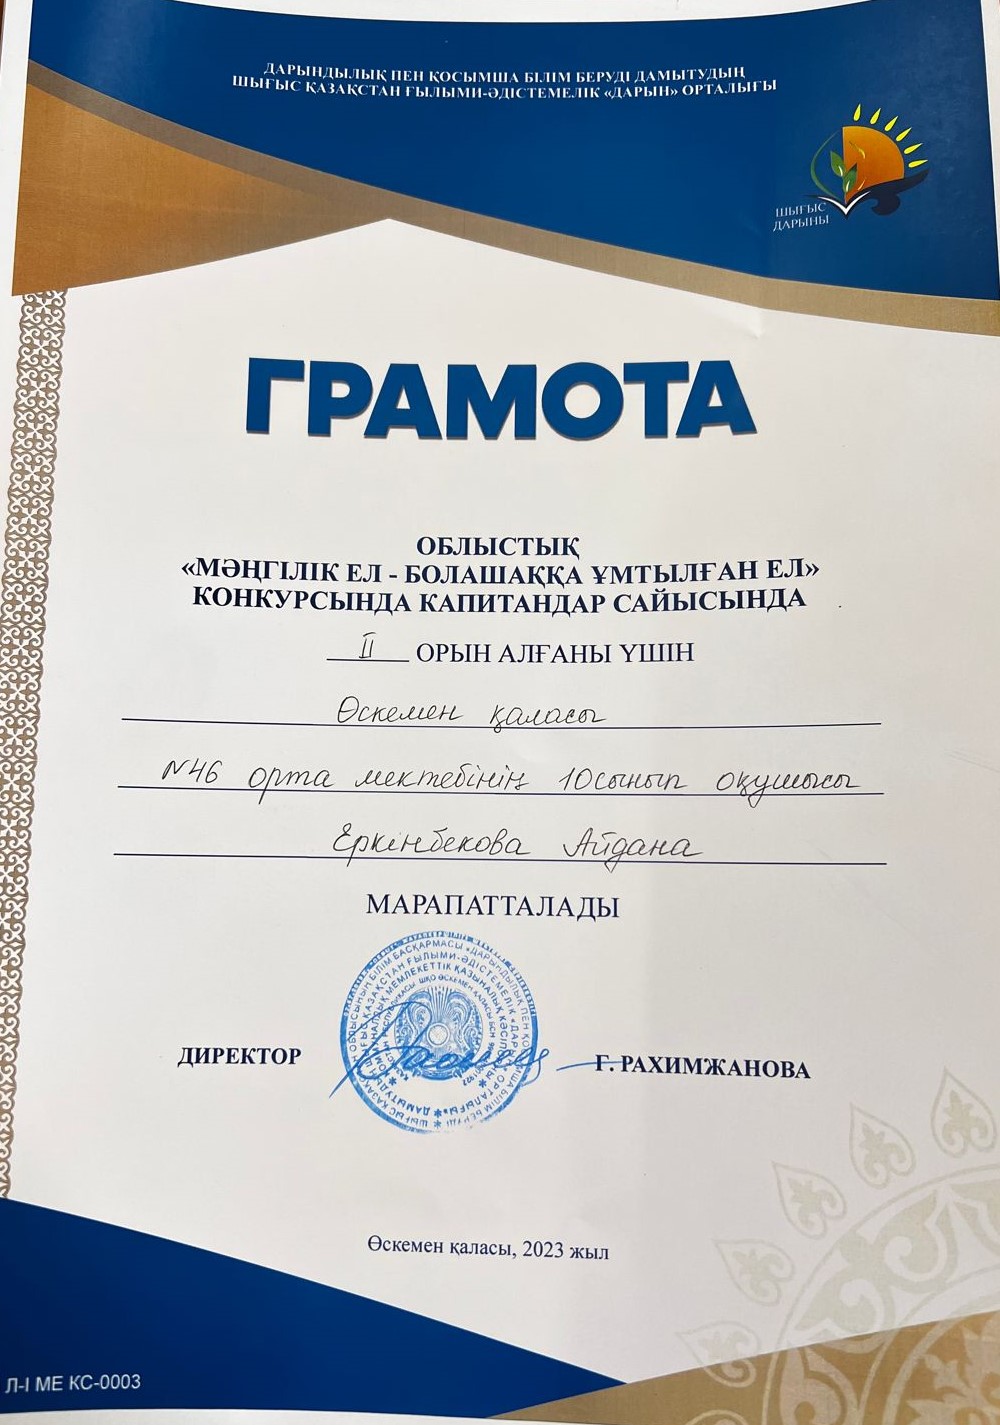 ДАРЫНДЫЛЫҚ ПЕН ҚОСЫМША БІЛІМ БЕРУДІ ДАМЫТУДЫҢ
ШЫҒЫС ҚАЗАҚСТАН ҒЫЛЫМИ-ӘДІСТЕМЕЛІК «ДАРЫН» ОРТАЛЫҒЫ
ШЫҒЫС
ДАРЫНЫ
ГРАМОТА
ОБЛЫСТЫҚ
«МӘҢГІЛІК ЕЛ - БОЛАШАҚҚА ҰМТЫЛҒАН ЕЛ»
КОНКУРСЫНДА КАПИТАНДАР САЙЫСЫНДА
II ОРЫН АЛҒАНЫ ҮШІН
Өскемен қаласы
№46 орта мектебінің 10 сынып оқушысы
Еркінбекова Айдана
МАРАПАТТАЛАДЫ
ДИРЕКТОР Г. РАХИМЖАНОВА
Өскемен қаласы, 2023 жыл
Л-І МЕ КС-0003